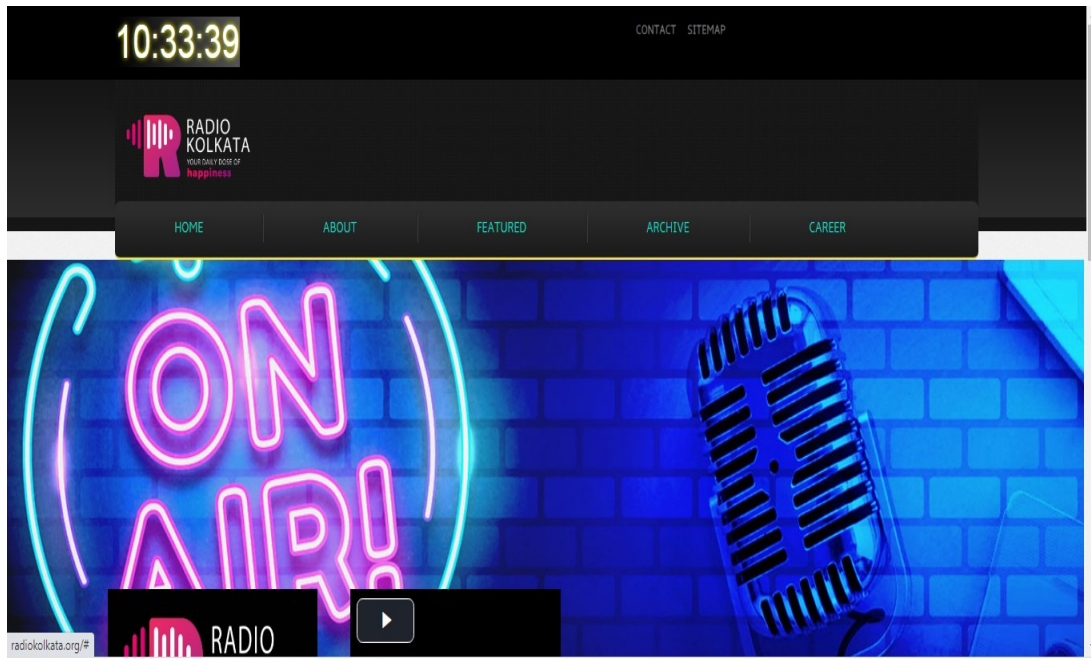 10:33:39
CONTACT SITEMAP
RADIO
KOLKATA
YOUR DAILY DOSE OF
happiness
HOME ABOUT FEATURED ARCHIVE CAREER
ON
AIR!
RADIO
radiokolkata.org/#